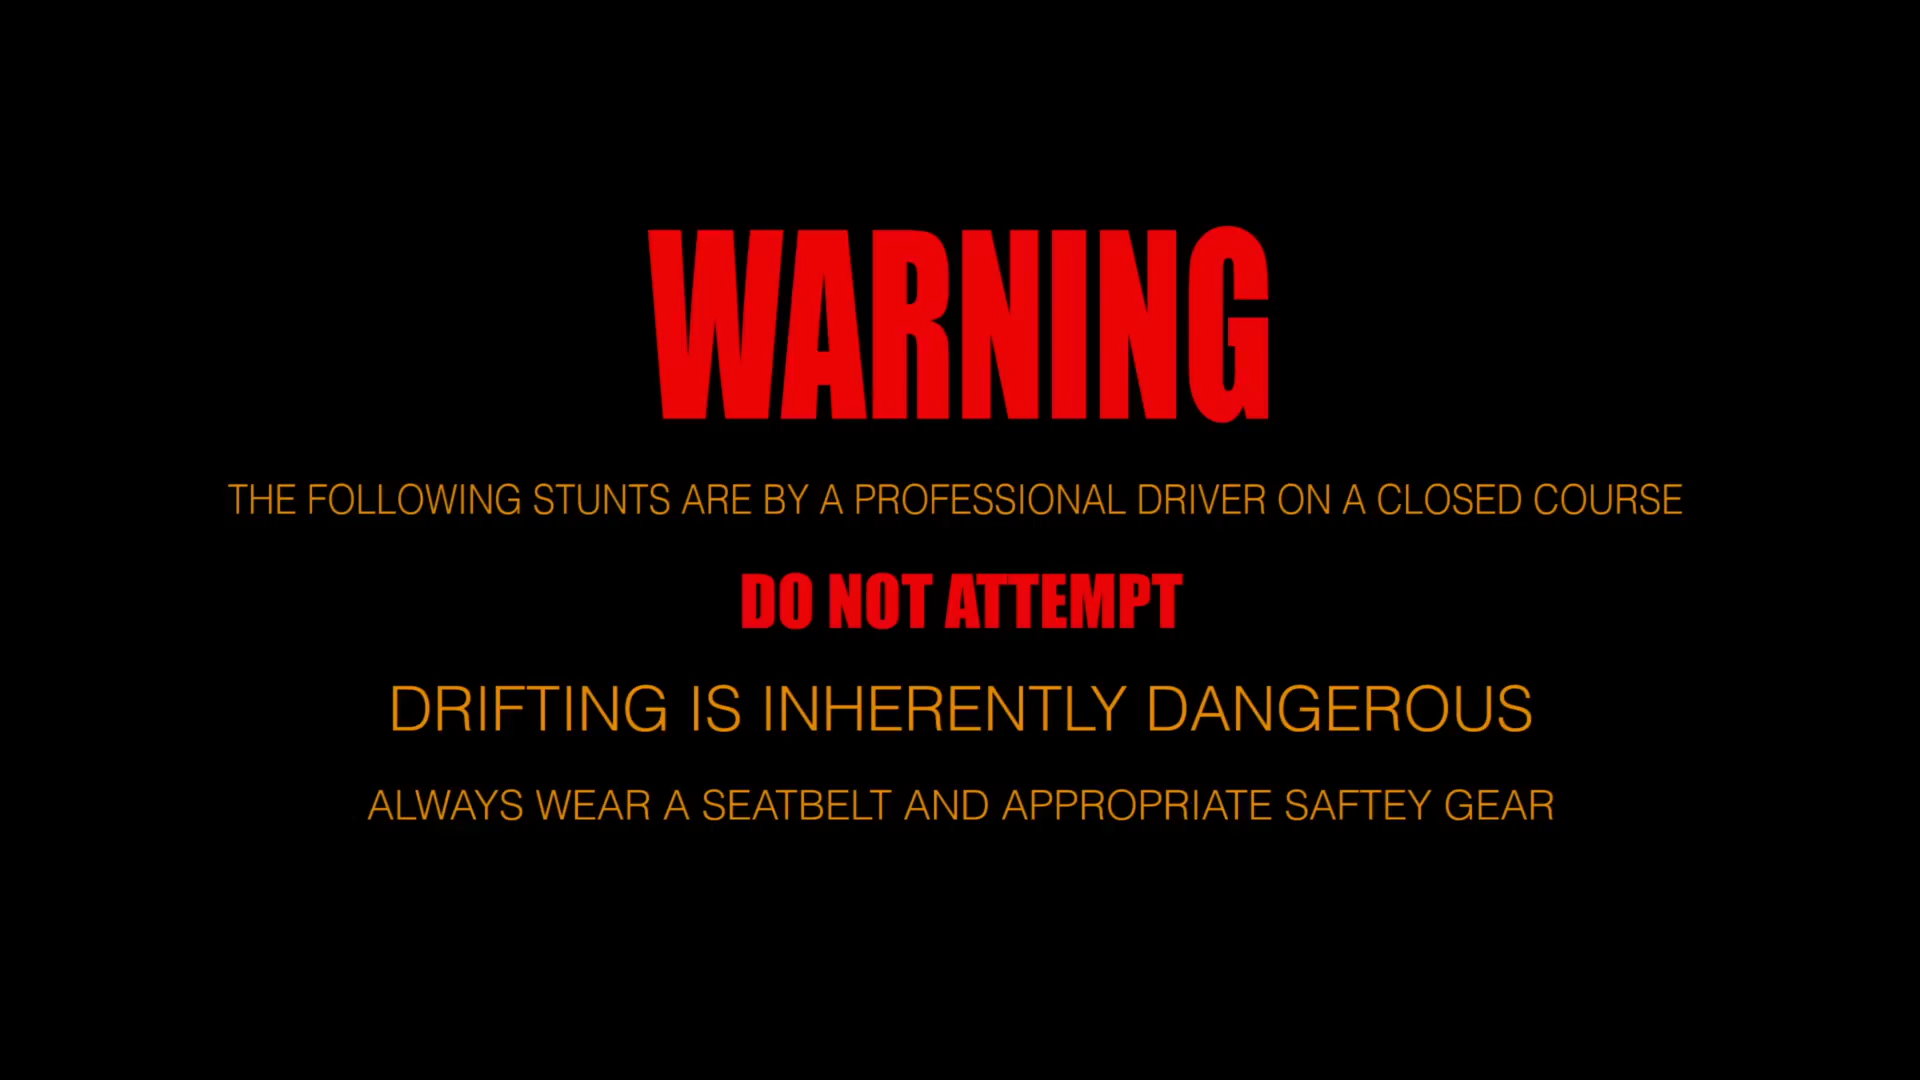 WARNING
THE FOLLOWING STUNTS ARE BY A PROFESSIONAL DRIVER ON A CLOSED COURSE
DO NOT ATTEMPT
DRIFTING IS INHERENTLY DANGEROUS
ALWAYS WEAR A SEATBELT AND APPROPRIATE SAFTEY GEAR